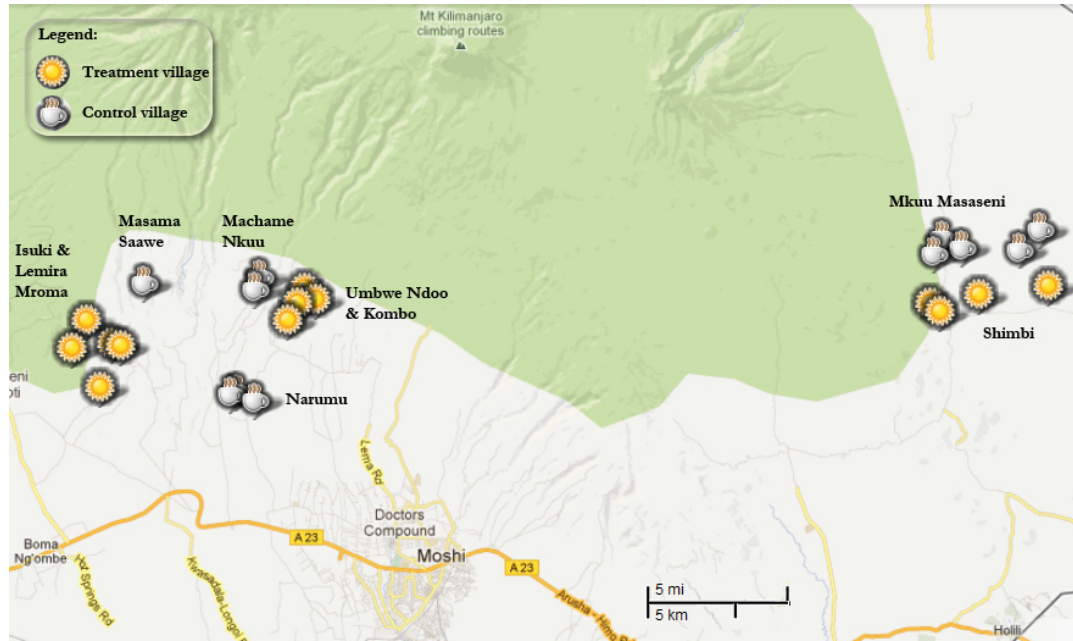 Legend:
Treatment village
Control village
Mt Kilimanjaro
climbing routes
Masama
Saawe
Machame
Nkuu
Isuki &
Lemira
Mroma
Umbwe Ndoo
& Kombo
Mkuu Masaseni
Shimbi
Narumu
eni
oti
Lema Rd
Doctors
Compound
Moshi
A 23
A 23
Boma
Ng'ombe
Hot Springs Rd
Kwasadala-Longoi
Arusha - Himo
5 mi
5 km
Holili